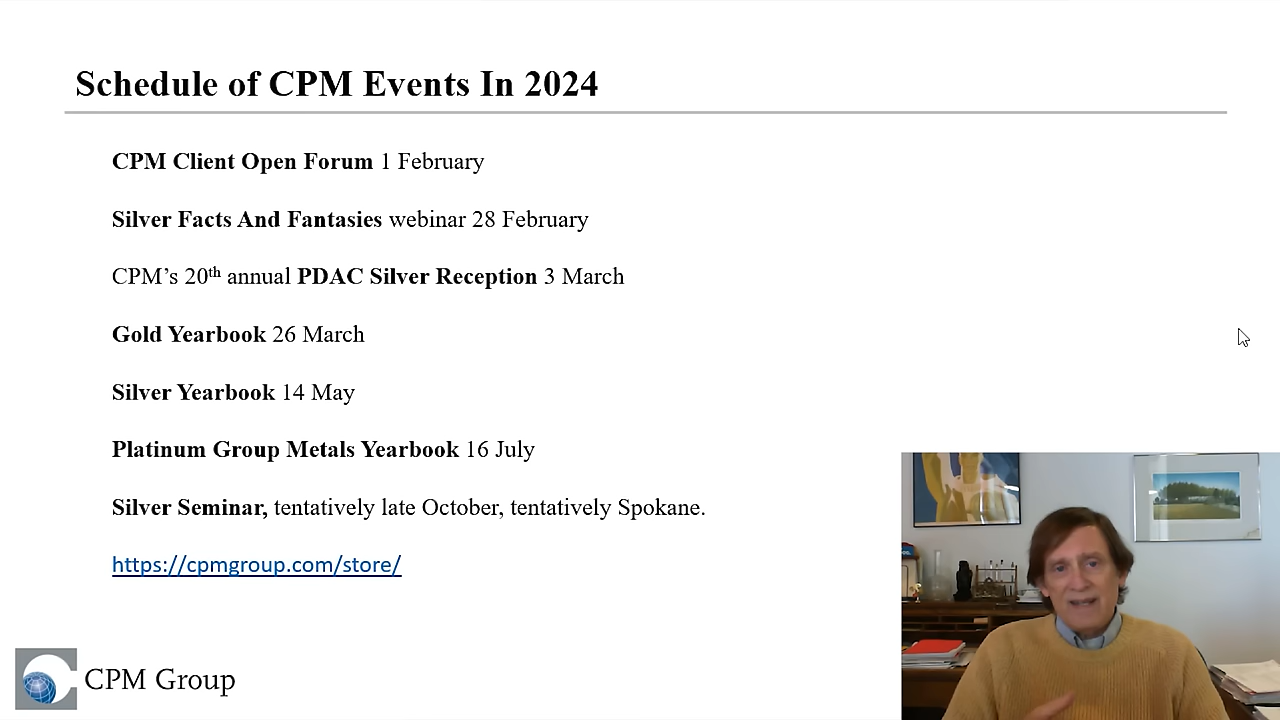 Schedule of CPM Events In 2024
CPM Client Open Forum 1 February
Silver Facts And Fantasies webinar 28 February
CPM’s 20th annual PDAC Silver Reception 3 March
Gold Yearbook 26 March
Silver Yearbook 14 May
Platinum Group Metals Yearbook 16 July
Silver Seminar, tentatively late October, tentatively Spokane.
https://cpmgroup.com/store/
CPM Group